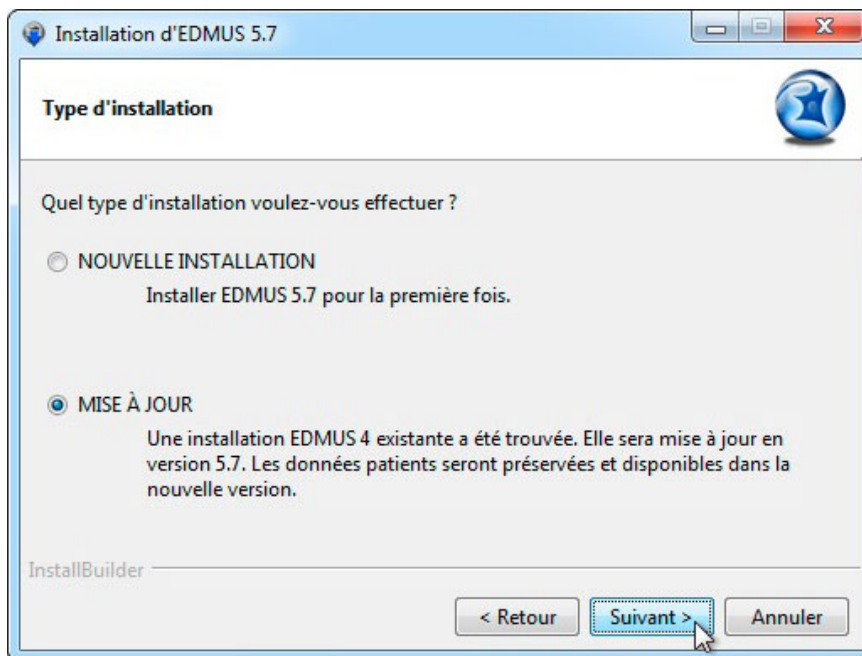 Installation d'EDMUS 5.7
Type d'installation
Quel type d'installation voulez-vous effectuer ?
NOUVELLE INSTALLATION
Installer EDMUS 5.7 pour la première fois.
MISE À JOUR
Une installation EDMUS 4 existante a été trouvée. Elle sera mise à jour en
version 5.7. Les données patients seront préservées et disponibles dans la
nouvelle version.
InstallBuilder
< Retour
Suivant >
Annuler